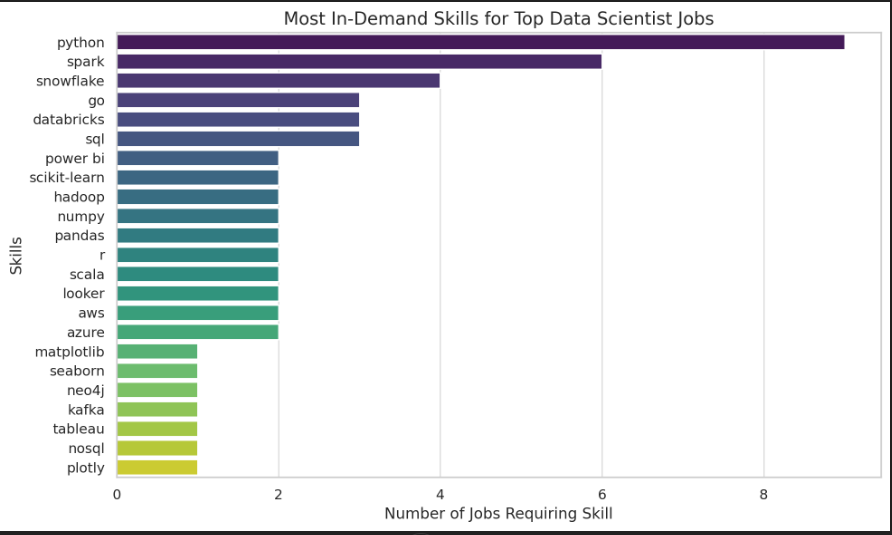 Most In-Demand Skills for Top Data Scientist Jobs
python
spark
snowflake
go
databricks
sql
power bi
scikit-learn
hadoop
numpy
pandas
r
scala
looker
aws
azure
matplotlib
seaborn
neo4j
kafka
tableau
nosql
plotly
Skills
0 2 4 6 8
Number of Jobs Requiring Skill